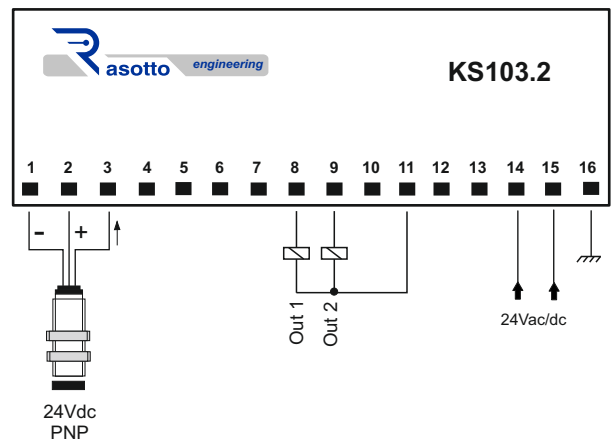 Rasotto engineering
KS103.2
1 2 3 4 5 6 7 8 9 10 11 12 13 14 15 16
- +
Out 1
Out 2
24Vac/dc
24Vdc
PNP